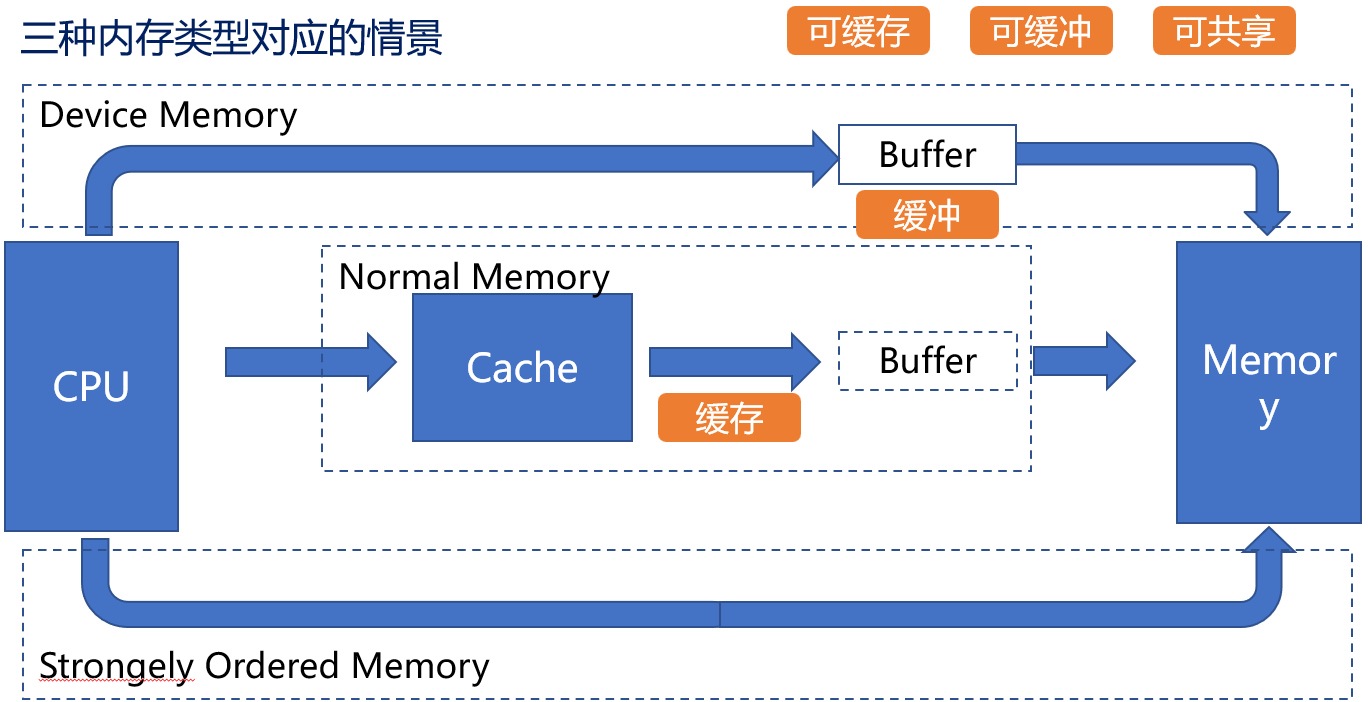 三种内存类型对应的情景
可缓存
可缓冲
可共享
Device Memory
Buffer
缓冲
Normal Memory
CPU
Cache
缓存
Buffer
Memor
y
Strongely Ordered Memory